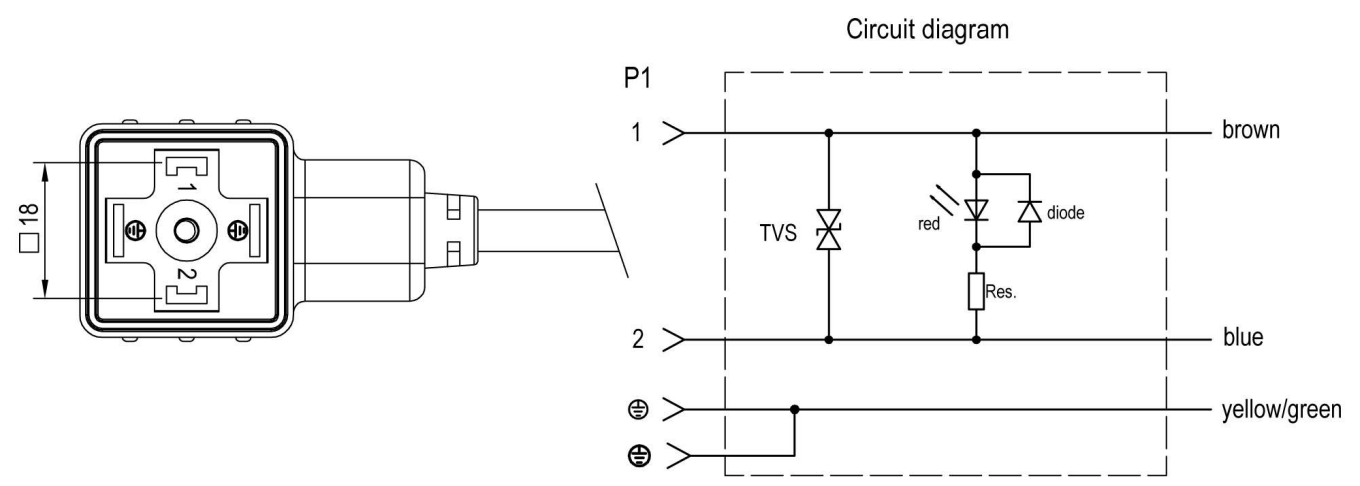 Circuit diagram
P1
1
brown
1
18
red
diode
TVS
2
Res.
2
blue
yellow/green